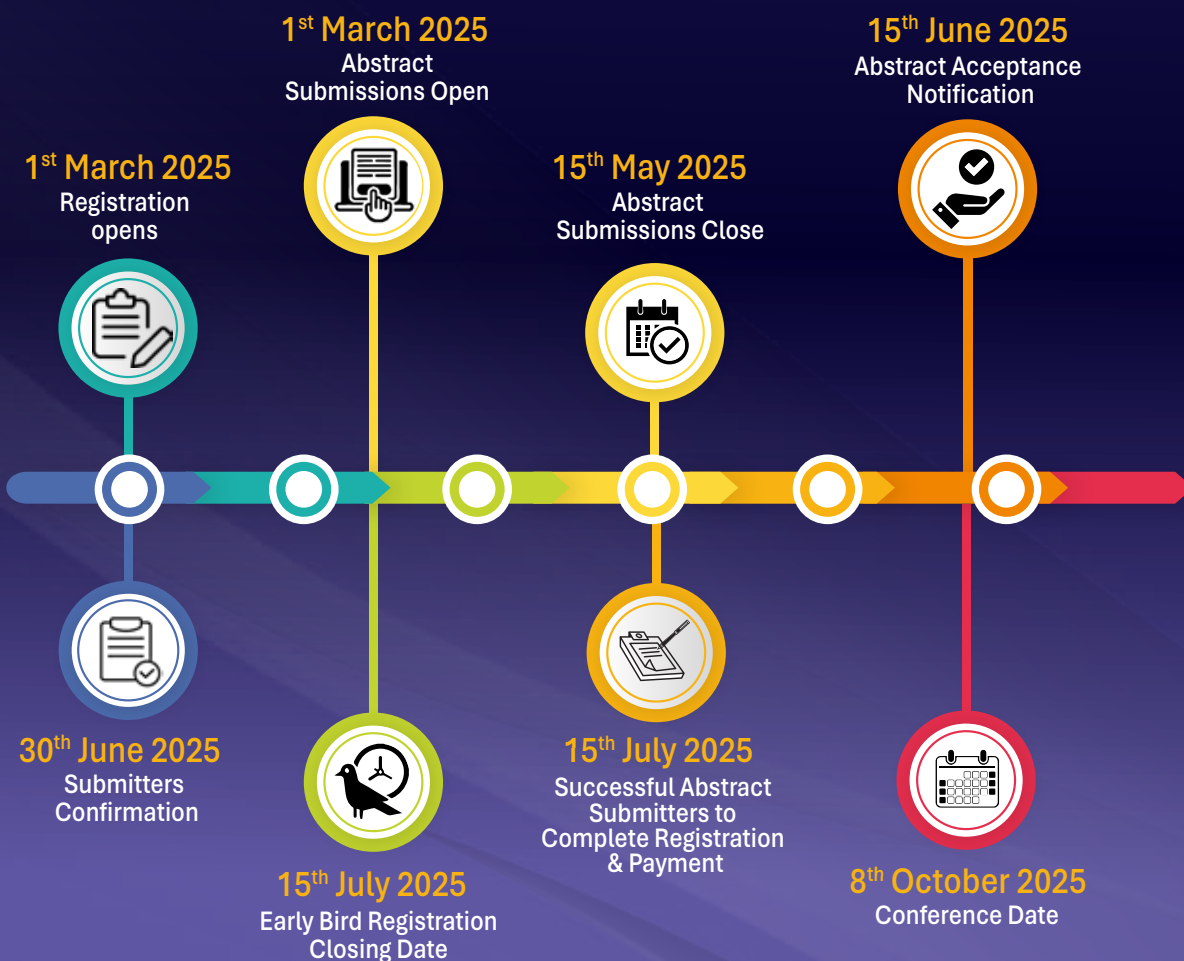 1st March 2025
Abstract
Submissions Open
15th June 2025
Abstract Acceptance
Notification
1st March 2025
Registration
opens
15th May 2025
Abstract
Submissions Close
30th June 2025
Submitters
Confirmation
15th July 2025
Successful Abstract
Submitters to
Complete Registration
& Payment
15th July 2025
Early Bird Registration
Closing Date
8th October 2025
Conference Date